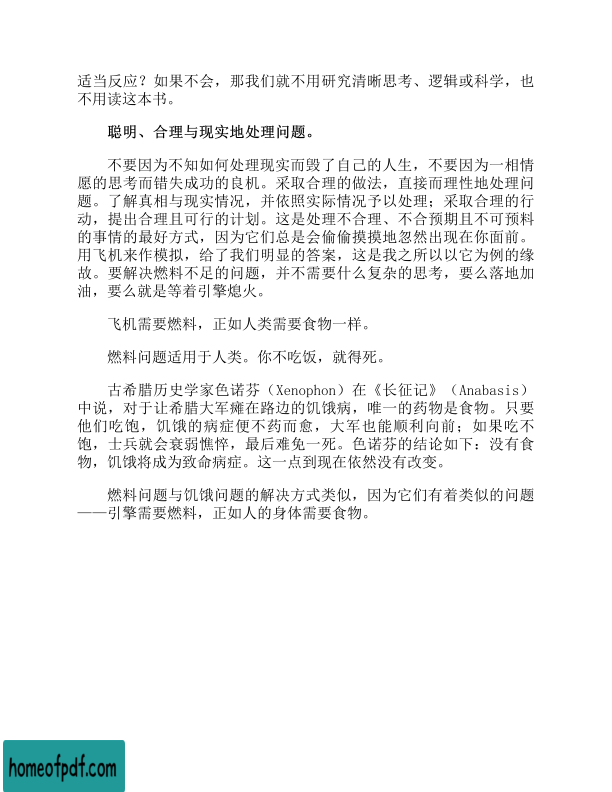 适当反应？如果不会，那我们就不用研究清晰思考、逻辑或科学，也
不用读这本书。
聪明、合理与现实地处理问题。
不要因为不知如何处理现实而毁了自己的人生，不要因为一相情
愿的思考而错失成功的良机。采取合理的做法，直接而理性地处理问
题。了解真相与现实情况，并依照实际情况予以处理；采取合理的行
动，提出合理且可行的计划。这是处理不合理、不合预期且不可预料
的事情的最好方式，因为它们总是会偷偷摸摸地忽然出现在你面前。
用飞机来作模拟，给了我们明显的答案，这是我之所以以它为例的缘
故。要解决燃料不足的问题，并不需要什么复杂的思考，要么落地加
油，要么就是等着引擎熄火。
飞机需要燃料，正如人类需要食物一样。
燃料问题适用于人类。你不吃饭，就得死。
古希腊历史学家色诺芬（Xenophon）在《长征记》（Anabasis）
中说，对于让希腊大军瘫在路边的饥饿病，唯一的药物是食物。只要
他们吃饱，饥饿的病症便不药而愈，大军也能顺利向前；如果吃不
饱，士兵就会衰弱憔悴，最后难免一死。色诺芬的结论如下：没有食
物，饥饿将成为致命病症。这一点到现在依然没有改变。
燃料问题与饥饿问题的解决方式类似，因为它们有着类似的问题
——引擎需要燃料，正如人的身体需要食物。
homeofpdf.com